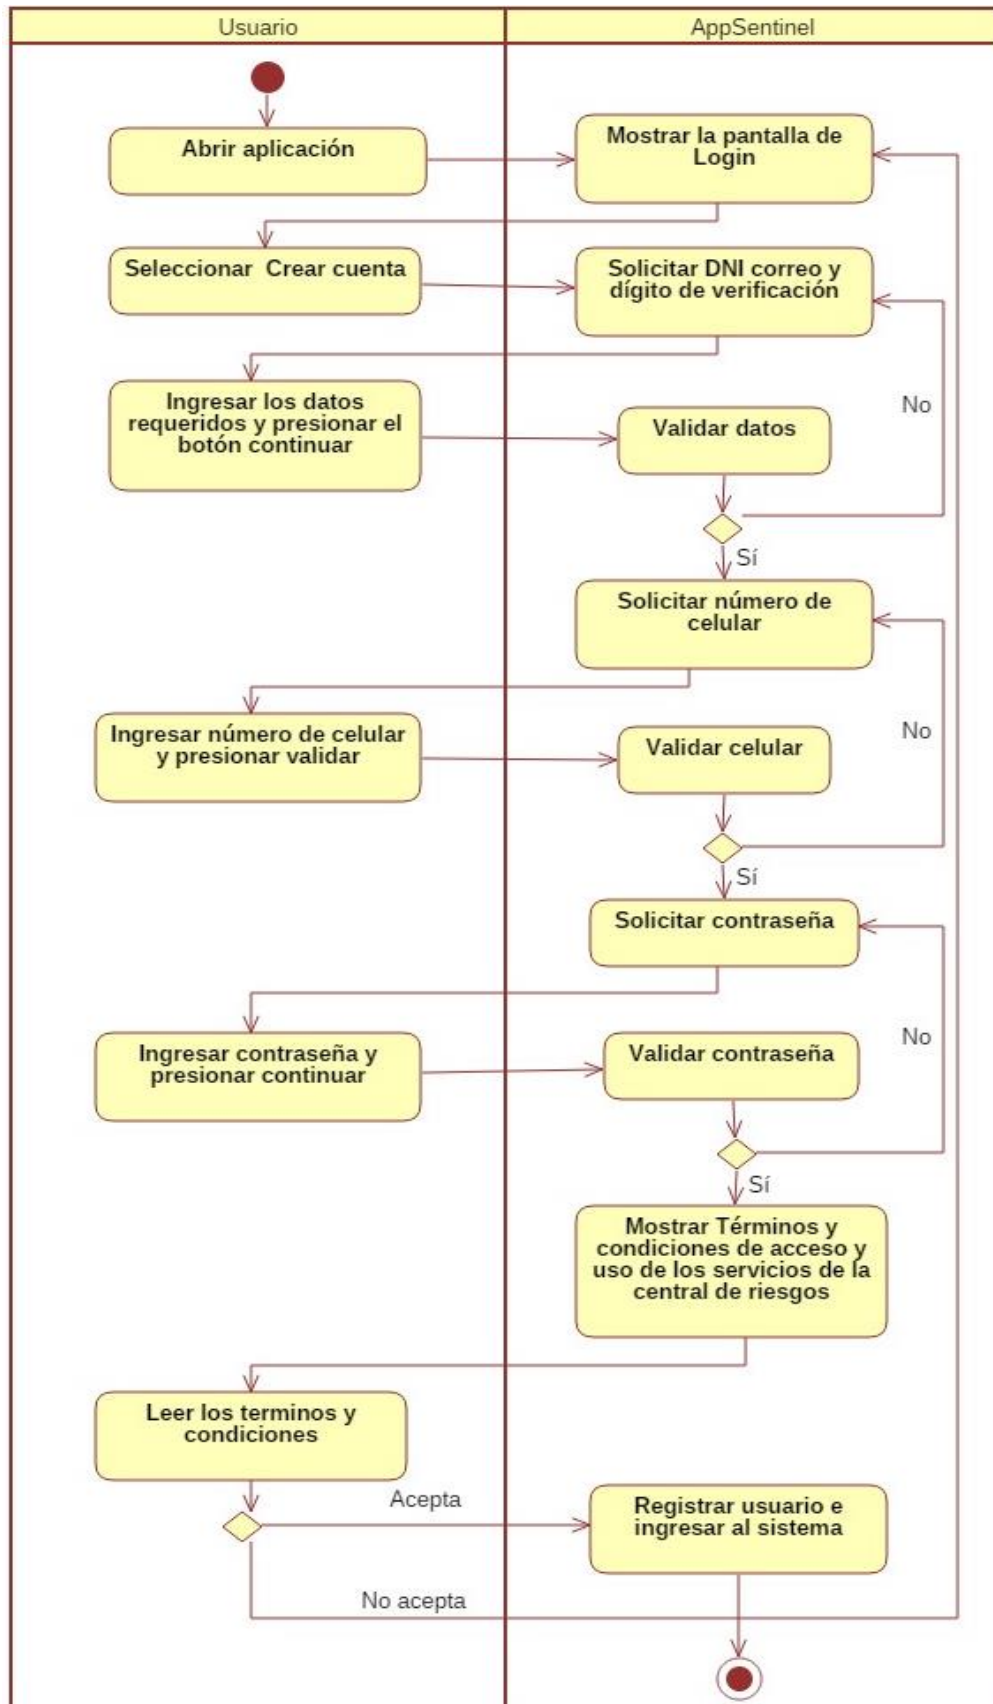 Usuario
AppSentinel
Abrir aplicación
Mostrar la pantalla de
Login
Seleccionar Crear cuenta
Solicitar DNI correo y
dígito de verificación
Ingresar los datos
requeridos y presionar el
botón continuar
Validar datos
No
Sí
Solicitar número de
celular
Ingresar número de celular
y presionar validar
Validar celular
No
Sí
Solicitar contraseña
Ingresar contraseña y
presionar continuar
Validar contraseña
No
Sí
Mostrar Términos y
condiciones de acceso y
uso de los servicios de la
central de riesgos
Leer los terminos y
condiciones
Acepta
Registrar usuario e
ingresar al sistema
No acepta